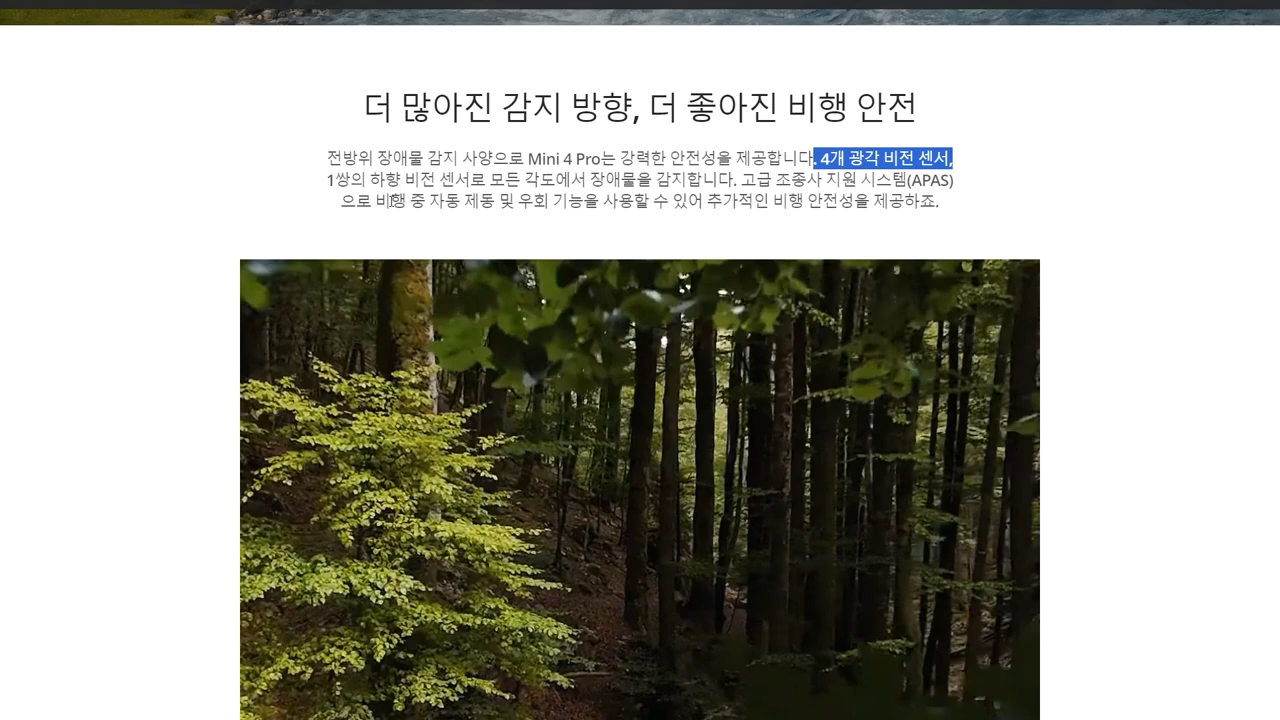 더 많아진 감지 방향, 더 좋아진 비행 안전
전방위 장애물 감지 사양으로 Mini 4 Pro는 강력한 안전성을 제공합니다. 4개 광각 비전 센서,
1쌍의 하향 비전 센서로 모든 각도에서 장애물을 감지합니다. 고급 조종사 지원 시스템(APAS)
으로 비행 중 자동 제동 및 우회 기능을 사용할 수 있어 추가적인 비행 안전성을 제공하죠.